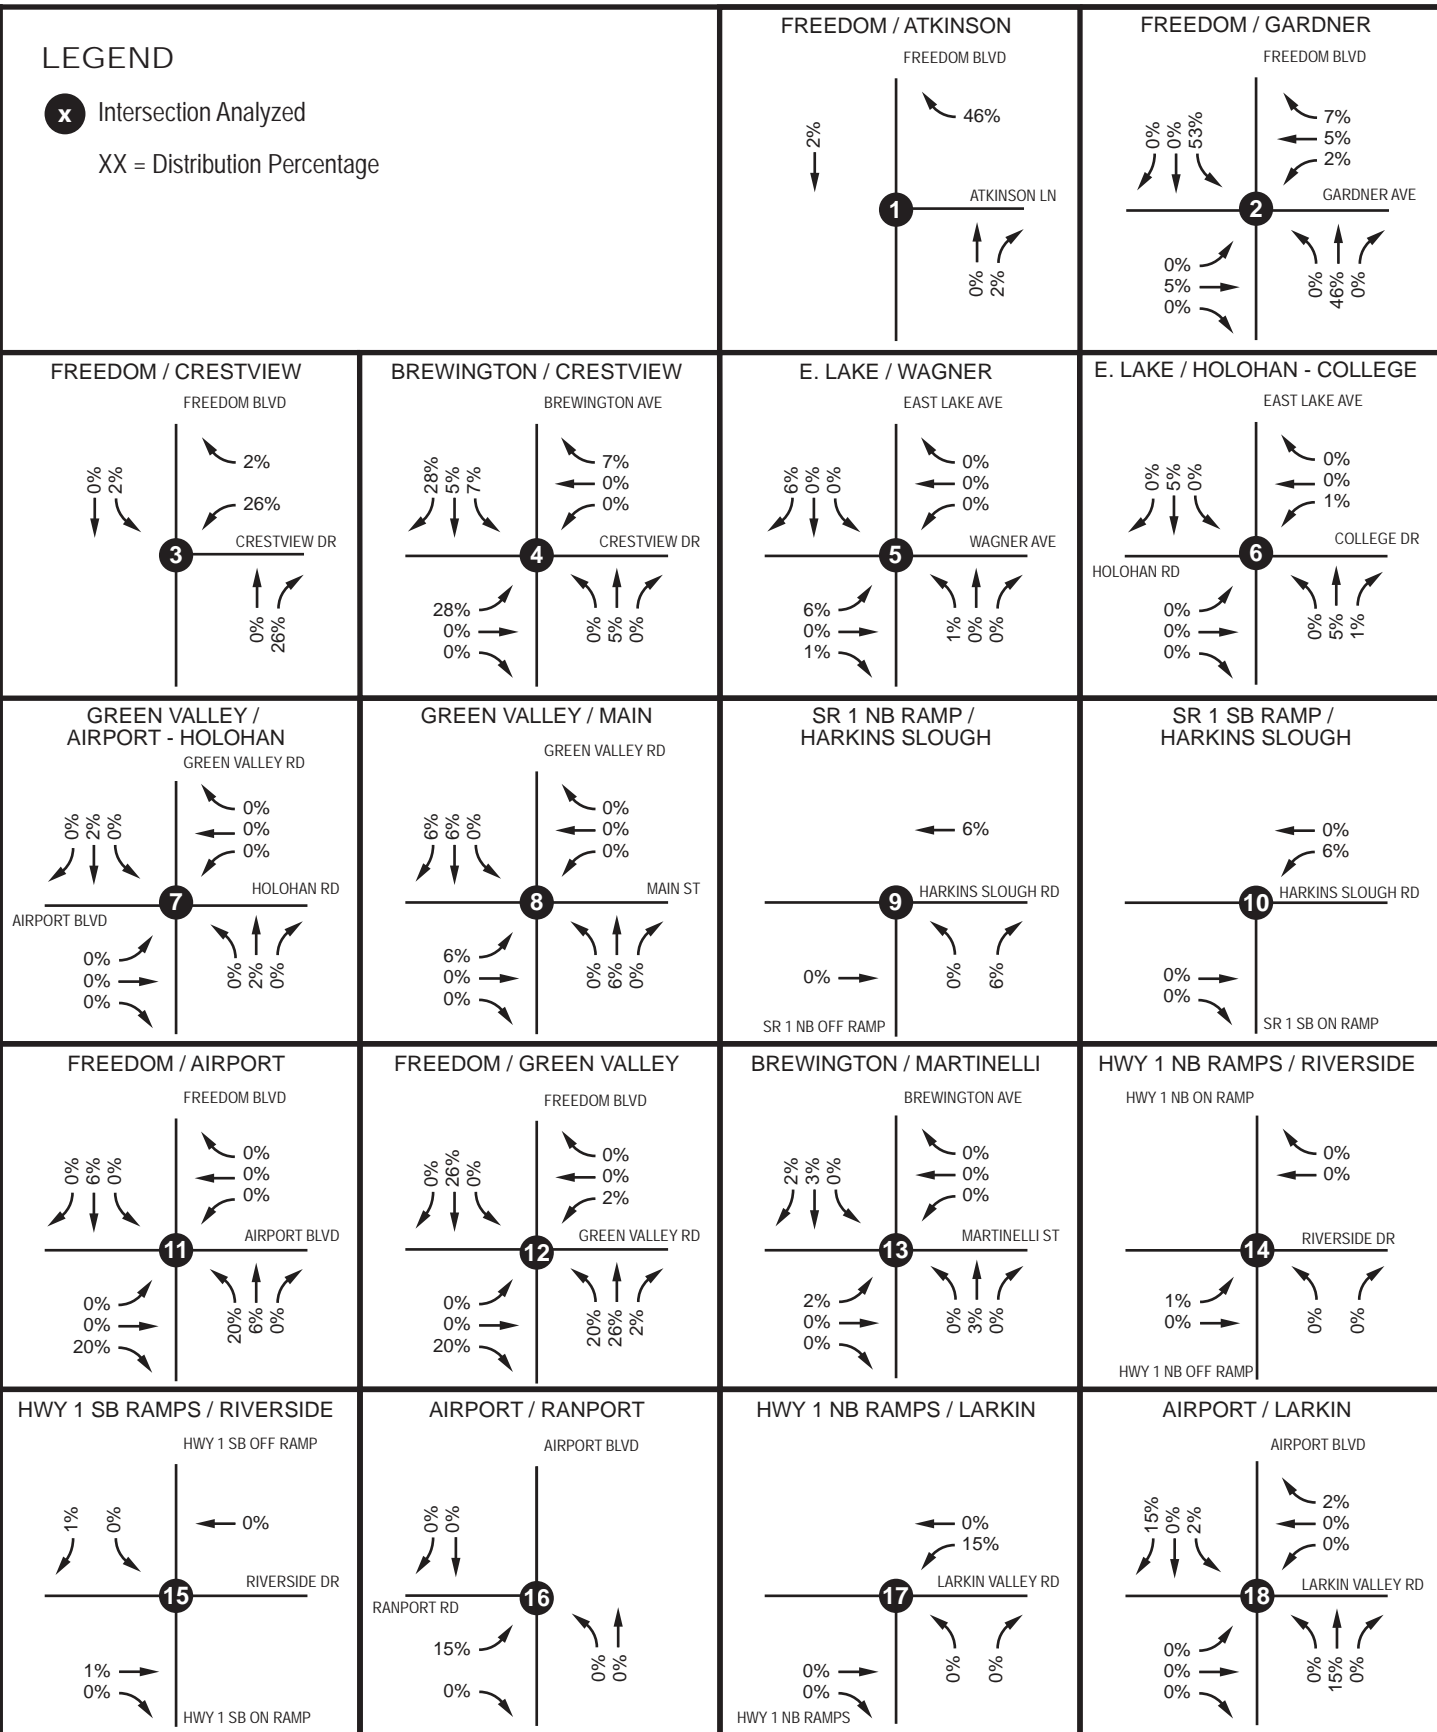 LEGEND
x Intersection Analyzed
XX = Distribution Percentage
FREEDOM / ATKINSON
FREEDOM BLVD
46%
2%
ATKINSON LN
1
0% 2%
FREEDOM / GARDNER
FREEDOM BLVD
0% 0% 53%
7%
5%
2%
GARDNER AVE
2
0%
5%
0%
0% 46% 0%
FREEDOM / CRESTVIEW
FREEDOM BLVD
0% 2%
2%
26%
CRESTVIEW DR
3
0% 26%
BREWINGTON / CRESTVIEW
BREWINGTON AVE
28% 5% 7%
7%
0%
0%
CRESTVIEW DR
4
28%
0%
0%
0% 5% 0%
E. LAKE / WAGNER
EAST LAKE AVE
6% 0% 0%
0%
0%
0%
WAGNER AVE
5
6%
0%
1%
1% 0% 0%
E. LAKE / HOLOHAN - COLLEGE
EAST LAKE AVE
0% 5% 0%
0%
0%
1%
COLLEGE DR
6
HOLOHAN RD
0%
0%
0%
0% 5% 1%
GREEN VALLEY /
AIRPORT - HOLOHAN
GREEN VALLEY RD
0% 2% 0%
0%
0%
0%
HOLOHAN RD
7
AIRPORT BLVD
0%
0%
0%
0% 2% 0%
GREEN VALLEY / MAIN
GREEN VALLEY RD
6% 6% 0%
0%
0%
0%
MAIN ST
8
6%
0%
0%
0% 6% 0%
SR 1 NB RAMP /
HARKINS SLOUGH
6%
HARKINS SLOUGH RD
9
0%
0% 6%
SR 1 NB OFF RAMP
SR 1 SB RAMP /
HARKINS SLOUGH
0%
6%
HARKINS SLOUGH RD
10
0%
0%
SR 1 SB ON RAMP
FREEDOM / AIRPORT
FREEDOM BLVD
0% 6% 0%
0%
0%
0%
AIRPORT BLVD
11
0%
0%
20%
20% 6% 0%
FREEDOM / GREEN VALLEY
FREEDOM BLVD
0% 26% 0%
0%
0%
2%
GREEN VALLEY RD
12
0%
0%
20%
20% 26% 2%
BREWINGTON / MARTINELLI
BREWINGTON AVE
2% 3% 0%
0%
0%
0%
MARTINELLI ST
13
2%
0%
0%
0% 3% 0%
HWY 1 NB RAMPS / RIVERSIDE
HWY 1 NB ON RAMP
0%
0%
RIVERSIDE DR
14
1%
0%
0% 0%
HWY 1 NB OFF RAMP
HWY 1 SB RAMPS / RIVERSIDE
HWY 1 SB OFF RAMP
1% 0%
0%
RIVERSIDE DR
15
1%
0%
HWY 1 SB ON RAMP
AIRPORT / RANPORT
AIRPORT BLVD
0% 0%
16
RANPORT RD
15%
0%
0% 0%
HWY 1 NB RAMPS / LARKIN
0%
15%
LARKIN VALLEY RD
17
0%
0%
0% 0%
HWY 1 NB RAMPS
AIRPORT / LARKIN
AIRPORT BLVD
15% 0% 2%
2%
0%
0%
LARKIN VALLEY RD
18
0%
0%
0%
0% 15% 0%